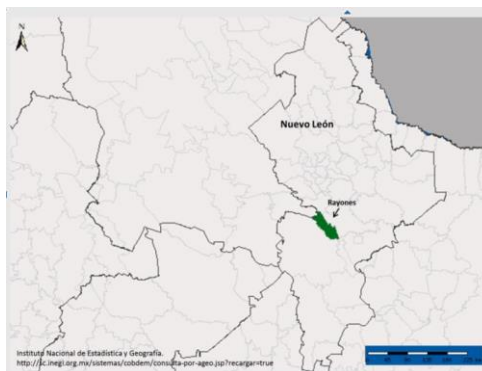 N
Nuevo León
Rayones
Instituto Nacional de Estadística y Geografía.
http://sc.inegi.org.mx/sistemas/cobdem/consulta-por-ageo.jsp?recargar=true